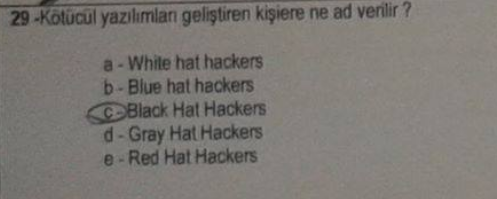 29 -Kötücül yazılımları geliştiren kişiere ne ad verilir ?
a - White hat hackers
b - Blue hat hackers
c - Black Hat Hackers
d - Gray Hat Hackers
e - Red Hat Hackers